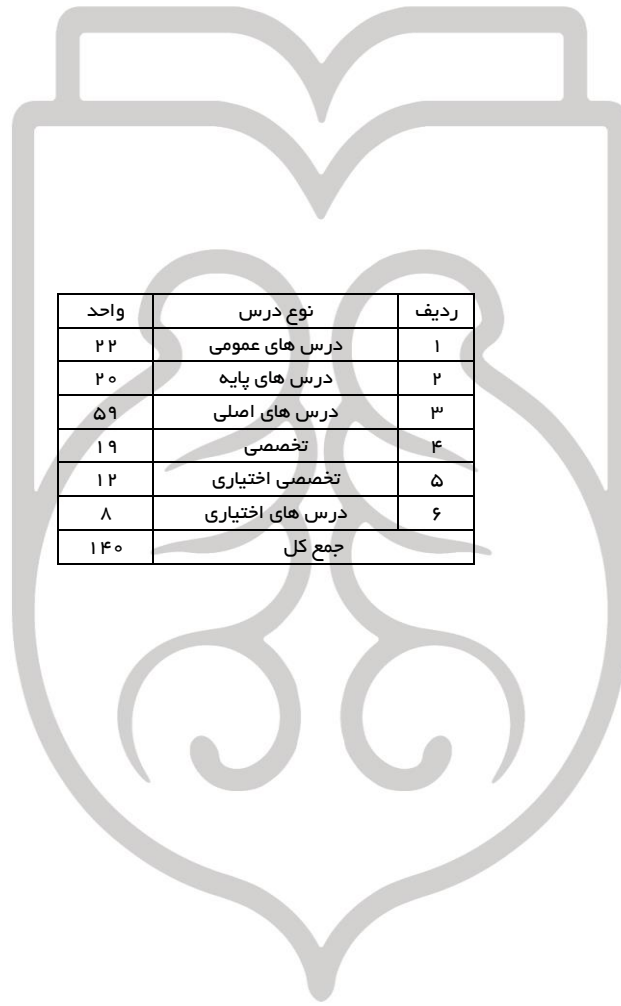 ردیف نوع درس واحد
۱ درس های عمومی ۲۲
۲ درس های پایه ۲۰
۳ درس های اصلی ۵۹
۴ تخصصی ۱۹
۵ تخصصی اختیاری ۱۲
۶ درس های اختیاری ۸
جمع کل ۱۴۰